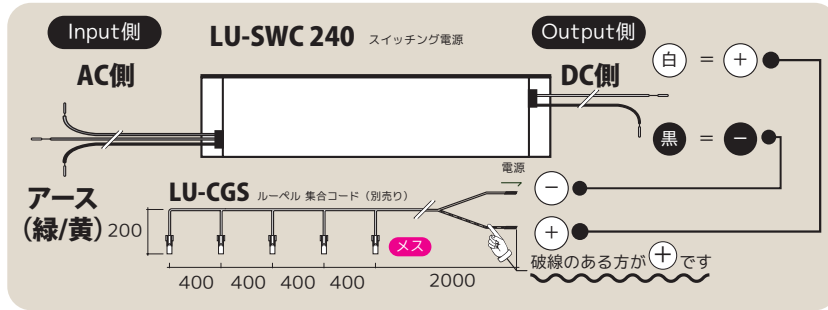 Input側
LU-SWC 240 スイッチング電源
Output側
AC側
DC側
白 = +
黒 = −
電源
アース
(緑/黄)
LU-CGS ルーペル 集合コード（別売り）
−
+
200
メス
破線のある方が+です
400 400 400 400 2000